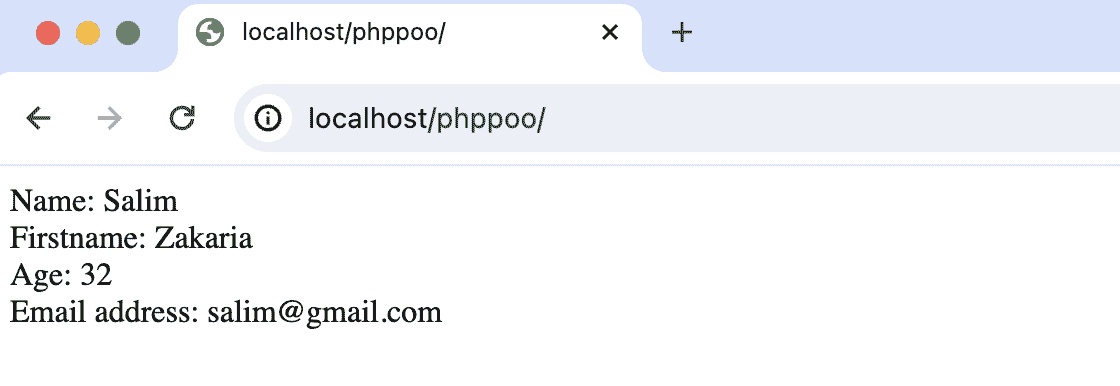 localhost/phppoo/
localhost/phppoo/
Name: Salim
Firstname: Zakaria
Age: 32
Email address: salim@gmail.com